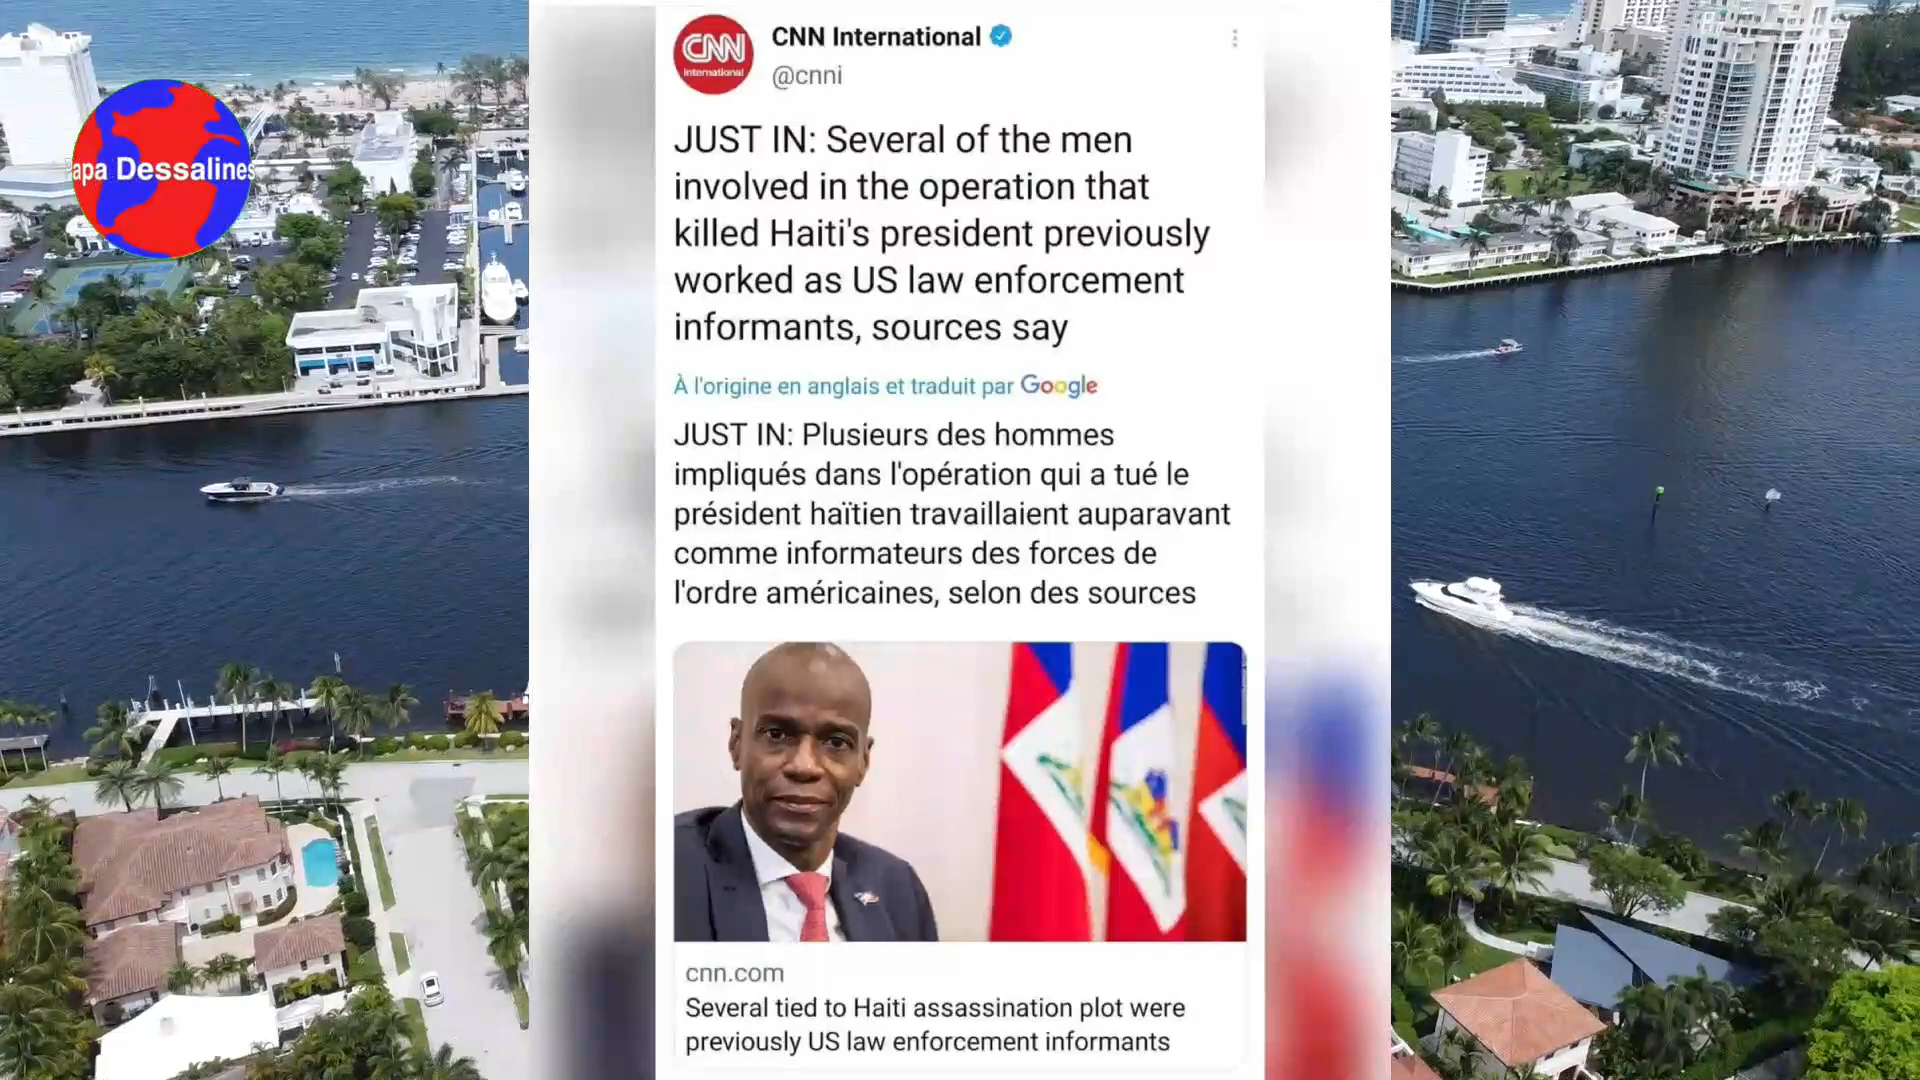 CNN International
@cnni
CNN
International
JUST IN: Several of the men
involved in the operation that
killed Haiti's president previously
worked as US law enforcement
informants, sources say
À l'origine en anglais et traduit par Google
JUST IN: Plusieurs des hommes
impliqués dans l'opération qui a tué le
président haïtien travaillaient auparavant
comme informateurs des forces de
l'ordre américaines, selon des sources
cnn.com
Several tied to Haiti assassination plot were
previously US law enforcement informants
apa Dessalines